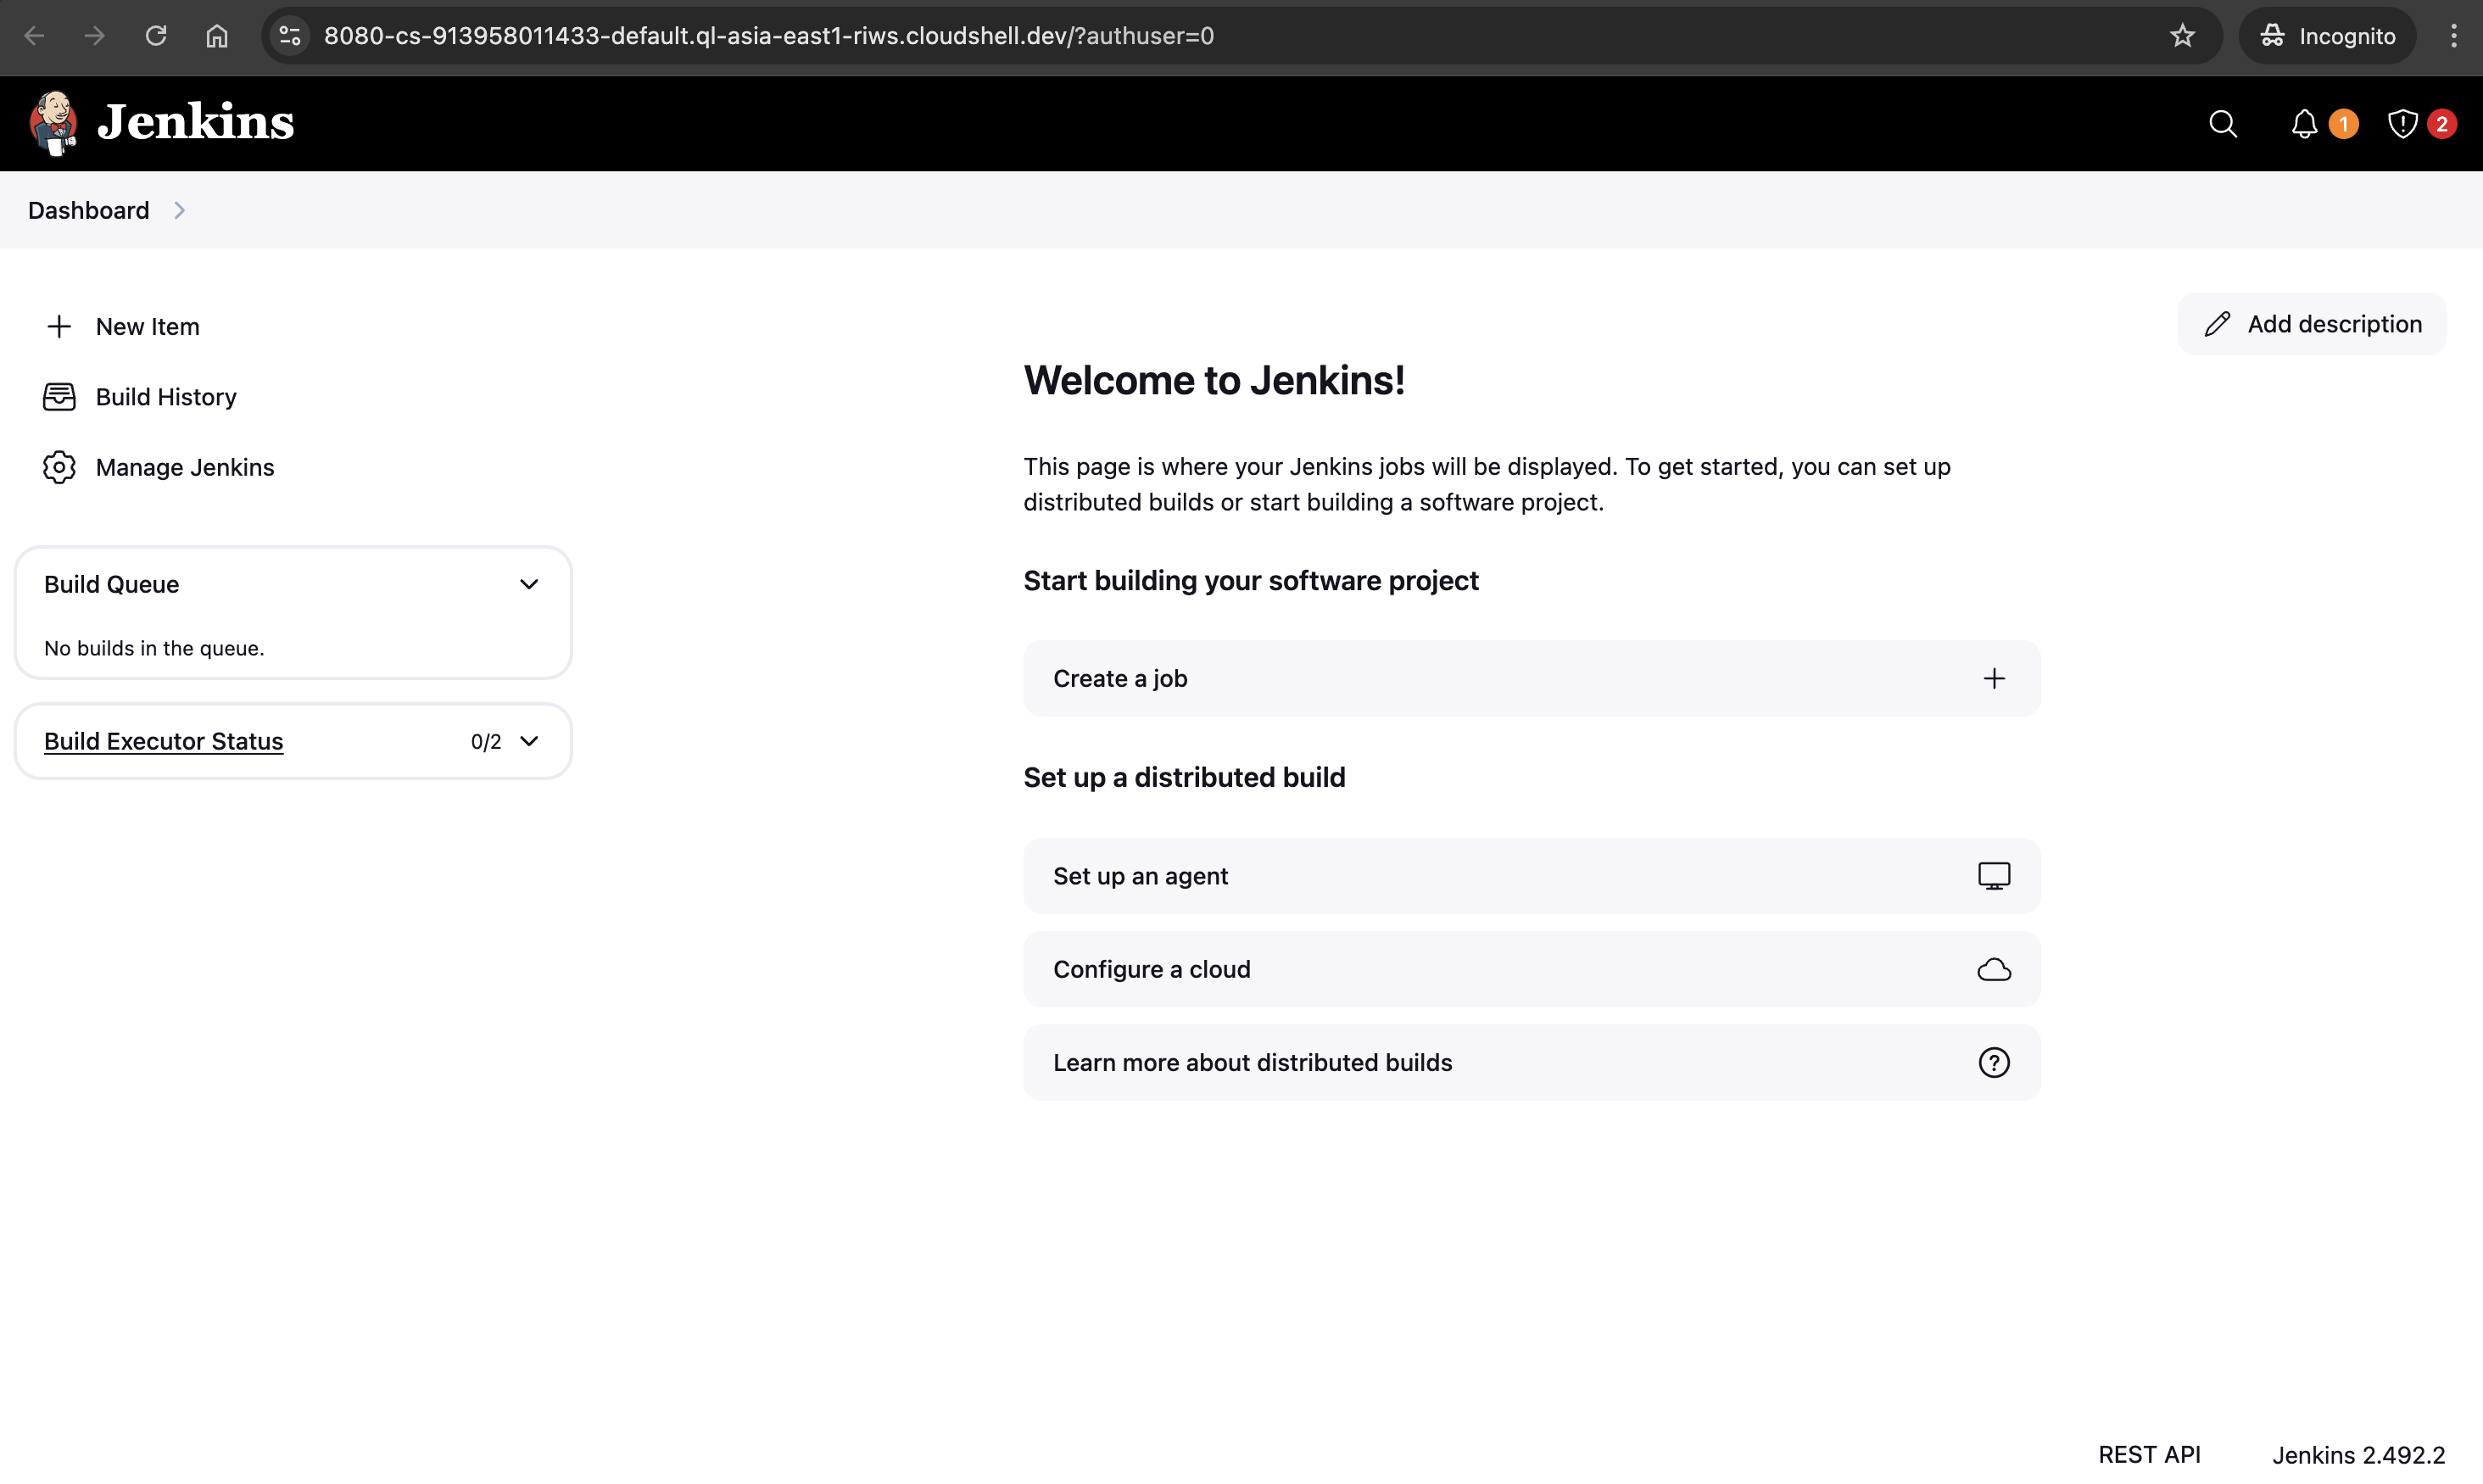 8080-cs-913958011433-default.ql-asia-east1-riws.cloudshell.dev/?authuser=0
Incognito
Jenkins
1
2
Dashboard
New Item
Build History
Manage Jenkins
Build Queue
No builds in the queue.
Build Executor Status
0/2
Add description
Welcome to Jenkins!
This page is where your Jenkins jobs will be displayed. To get started, you can set up
distributed builds or start building a software project.
Start building your software project
Create a job
Set up a distributed build
Set up an agent
Configure a cloud
Learn more about distributed builds
REST API
Jenkins 2.492.2